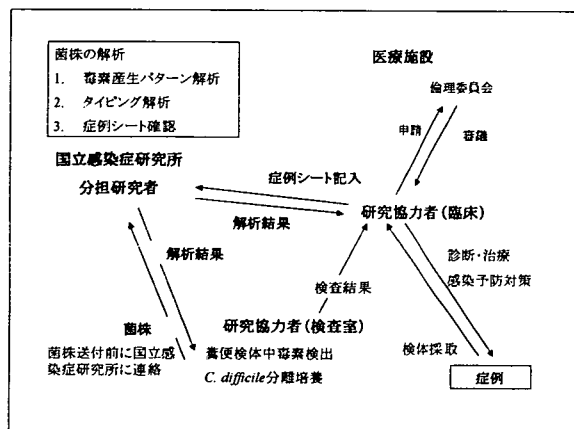 菌株の解析
1. 毒素産生パターン解析
2. タイピング解析
3. 症例シート確認
医療施設
倫理委員会
申請
審議
国立感染症研究所
分担研究者
症例シート記入
解析結果
研究協力者(臨床)
解析結果
診断・治療
感染予防対策
検査結果
菌株
菌株送付前に国立感
染症研究所に連絡
研究協力者(検査室)
糞便検体中毒素検出
C. difficile分離培養
検体採取
症例